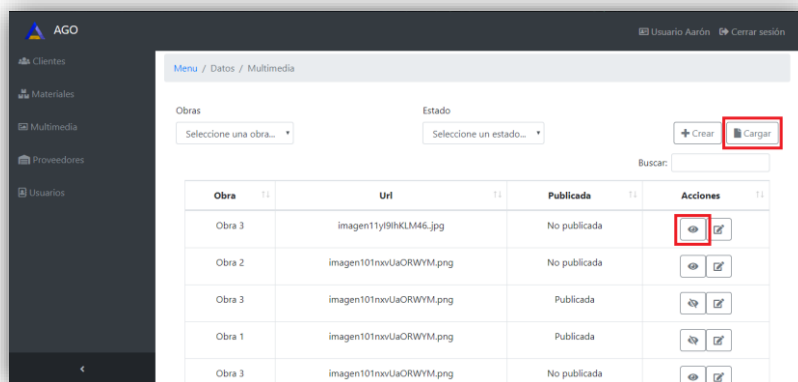 AGO
Usuario Aarón Cerrar sesión
Clientes
Materiales
Multimedia
Proveedores
Usuarios
Menu / Datos / Multimedia
Obras Estado
Seleccione una obra... Seleccione un estado... Crear Cargar
Buscar:
Obra Url Publicada Acciones
Obra 3 imagen11yI9IhKLM46..jpg No publicada
Obra 2 imagen101nxvUaORWYM.png No publicada
Obra 3 imagen101nxvUaORWYM.png Publicada
Obra 1 imagen101nxvUaORWYM.png Publicada
Obra 3 imagen101nxvUaORWYM.png No publicada